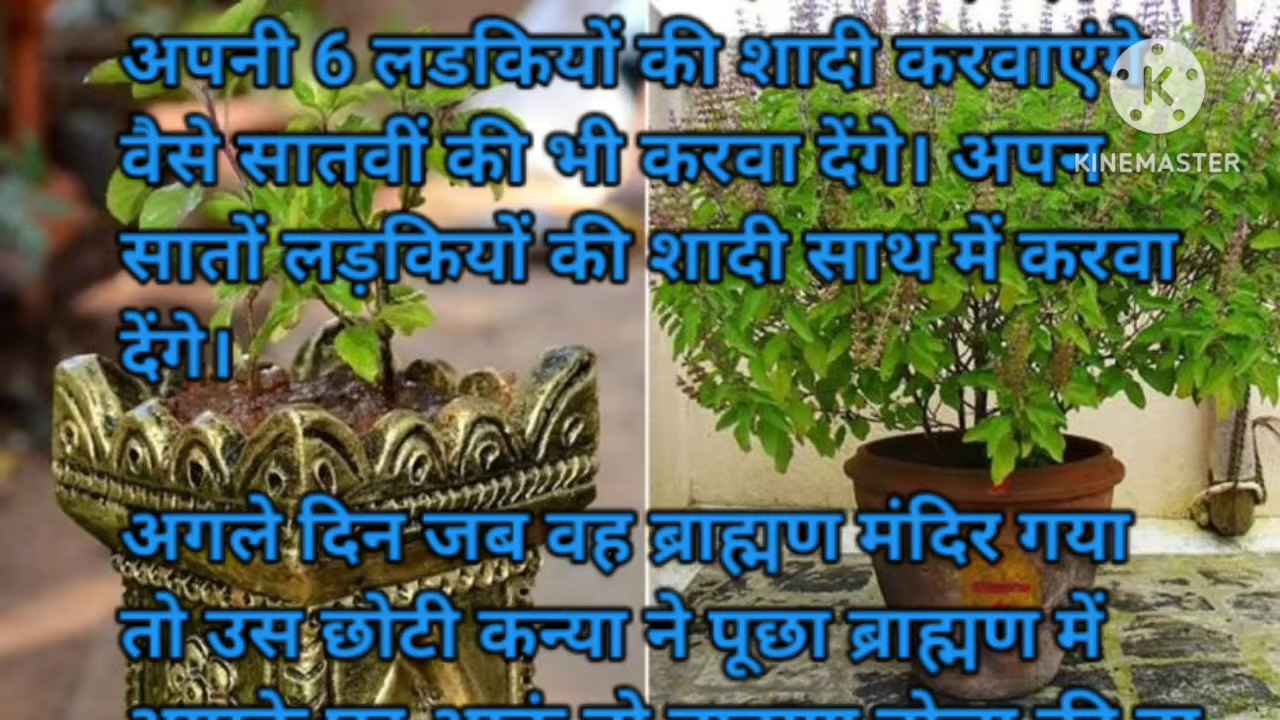 अपनी 6 लडकियों की शादी करवाएंगे
वैसे सातवीं की भी करवा देंगे। अपन
सातों लड़कियों की शादी साथ में करवा
देंगे।
अगले दिन जब वह ब्राह्मण मंदिर गया
तो उस छोटी कन्या ने पूछा ब्राह्मण में
K
KINEMASTER